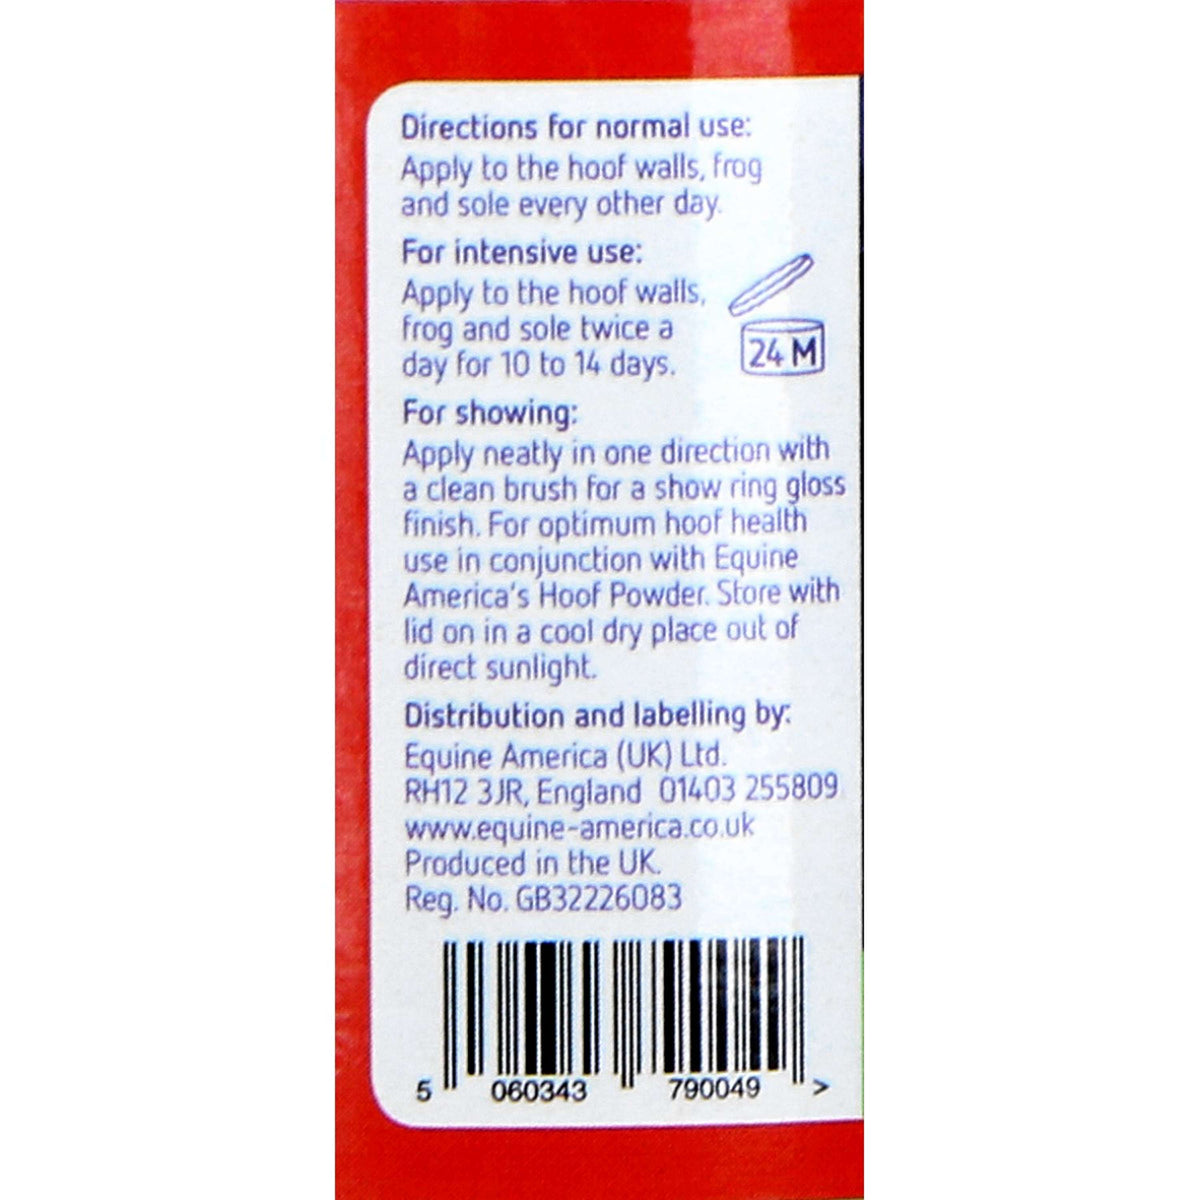 Directions for normal use:
Apply to the hoof walls, frog
and sole every other day.
For intensive use:
Apply to the hoof walls,
frog and sole twice a
day for 10 to 14 days.
24 M
For showing:
Apply neatly in one direction with
a clean brush for a show ring gloss
finish. For optimum hoof health
use in conjunction with Equine
America's Hoof Powder. Store with
lid on in a cool dry place out of
direct sunlight.
Distribution and labelling by:
Equine America (UK) Ltd.
RH12 3JR, England 01403 255809
www.equine-america.co.uk
Produced in the UK.
Reg. No. GB32226083
5 060343 790049 >